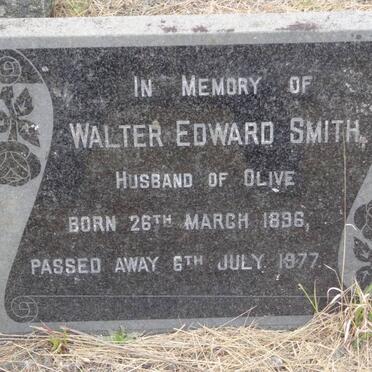 IN MEMORY OF
WALTER EDWARD SMITH,
HUSBAND OF OLIVE
BORN 26TH MARCH 1896,
PASSED AWAY 6TH JULY 1977.